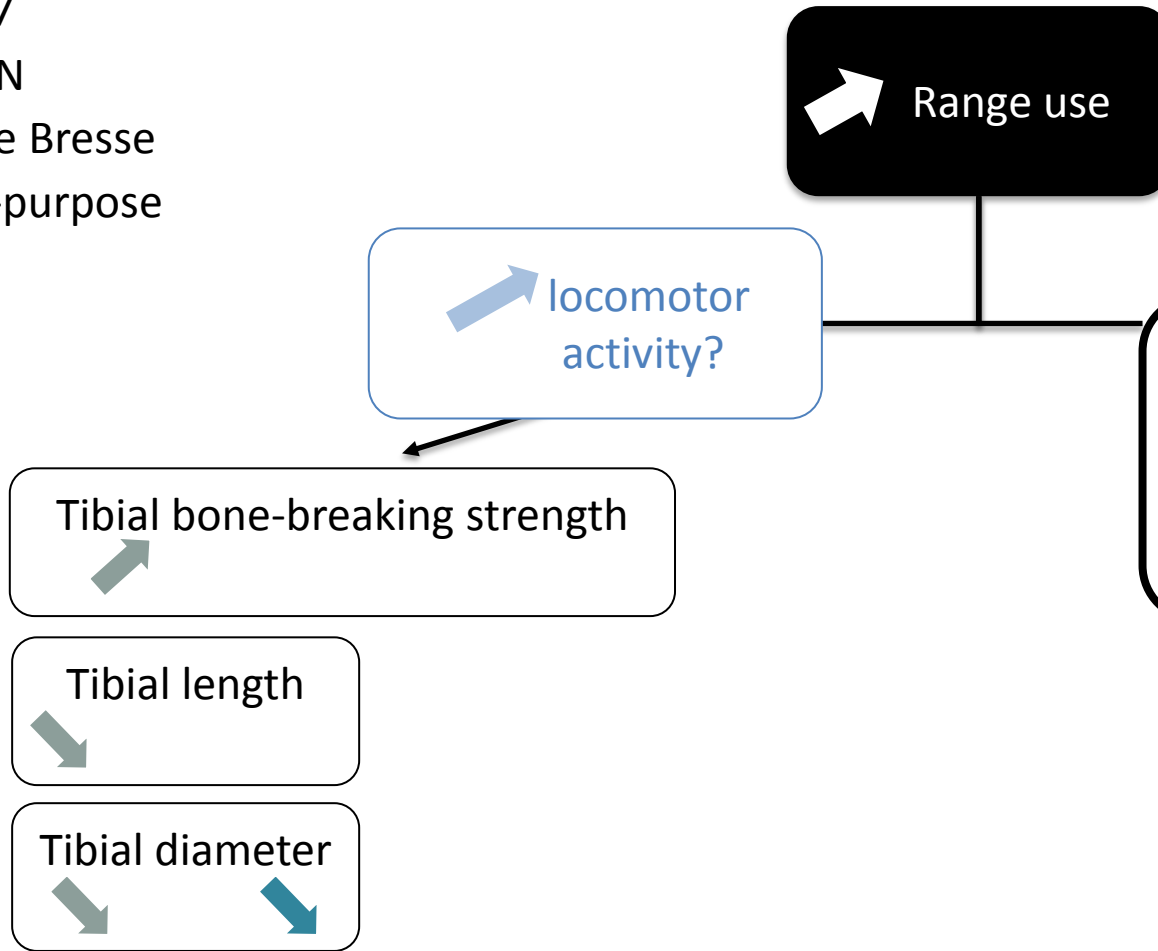 N
e Bresse
-purpose
Range use
locomotor
activity?
Tibial bone-breaking strength
Tibial length
Tibial diameter